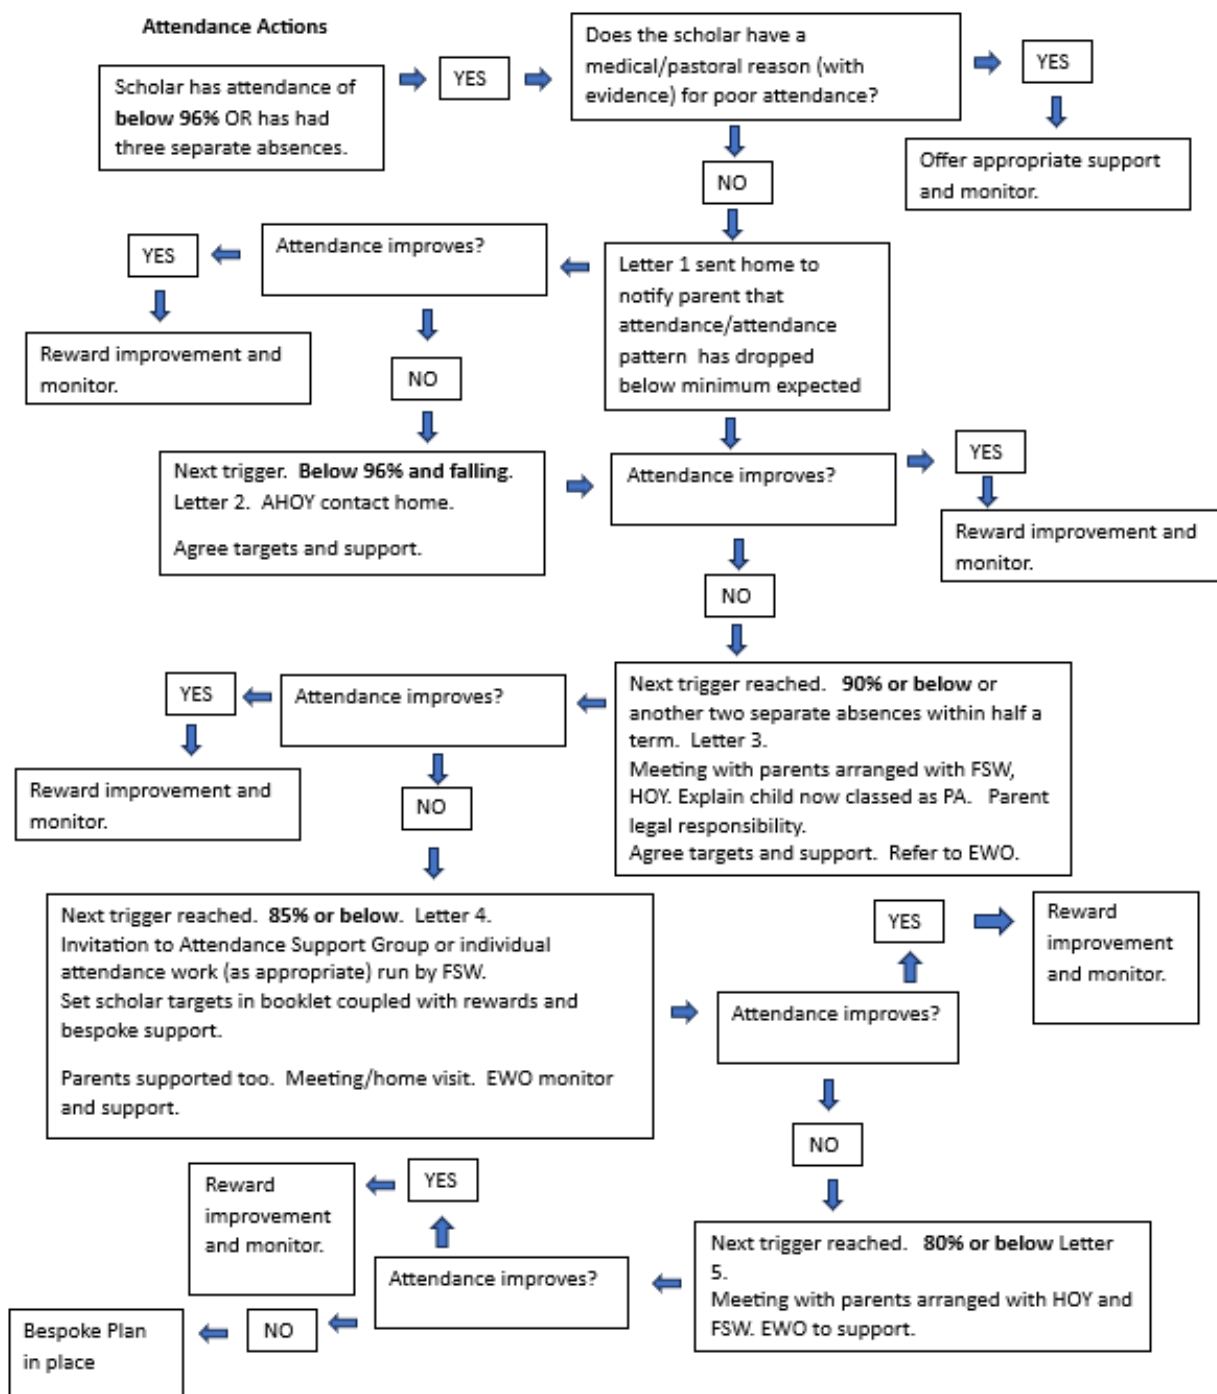 Attendance Actions
Scholar has attendance of
below 96% OR has had
three separate absences.
YES
Does the scholar have a
medical/pastoral reason (with
evidence) for poor attendance?
YES
Offer appropriate support
and monitor.
NO
Letter 1 sent home to
notify parent that
attendance/attendance
pattern has dropped
below minimum expected
Attendance improves?
YES
Reward improvement and
monitor.
NO
Next trigger. Below 96% and falling.
Letter 2. AHOY contact home.
Agree targets and support.
Attendance improves?
YES
Reward improvement and
monitor.
NO
Next trigger reached. 90% or below or
another two separate absences within half a
term. Letter 3.
Meeting with parents arranged with FSW,
HOY. Explain child now classed as PA. Parent
legal responsibility.
Agree targets and support. Refer to EWO.
Attendance improves?
YES
Reward improvement and
monitor.
NO
Next trigger reached. 85% or below. Letter 4.
Invitation to Attendance Support Group or individual
attendance work (as appropriate) run by FSW.
Set scholar targets in booklet coupled with rewards and
bespoke support.
Parents supported too. Meeting/home visit. EWO monitor
and support.
Attendance improves?
YES
Reward
improvement
and monitor.
NO
Next trigger reached. 80% or below Letter
5.
Meeting with parents arranged with HOY and
FSW. EWO to support.
Attendance improves?
YES
Reward
improvement
and monitor.
NO
Bespoke Plan
in place